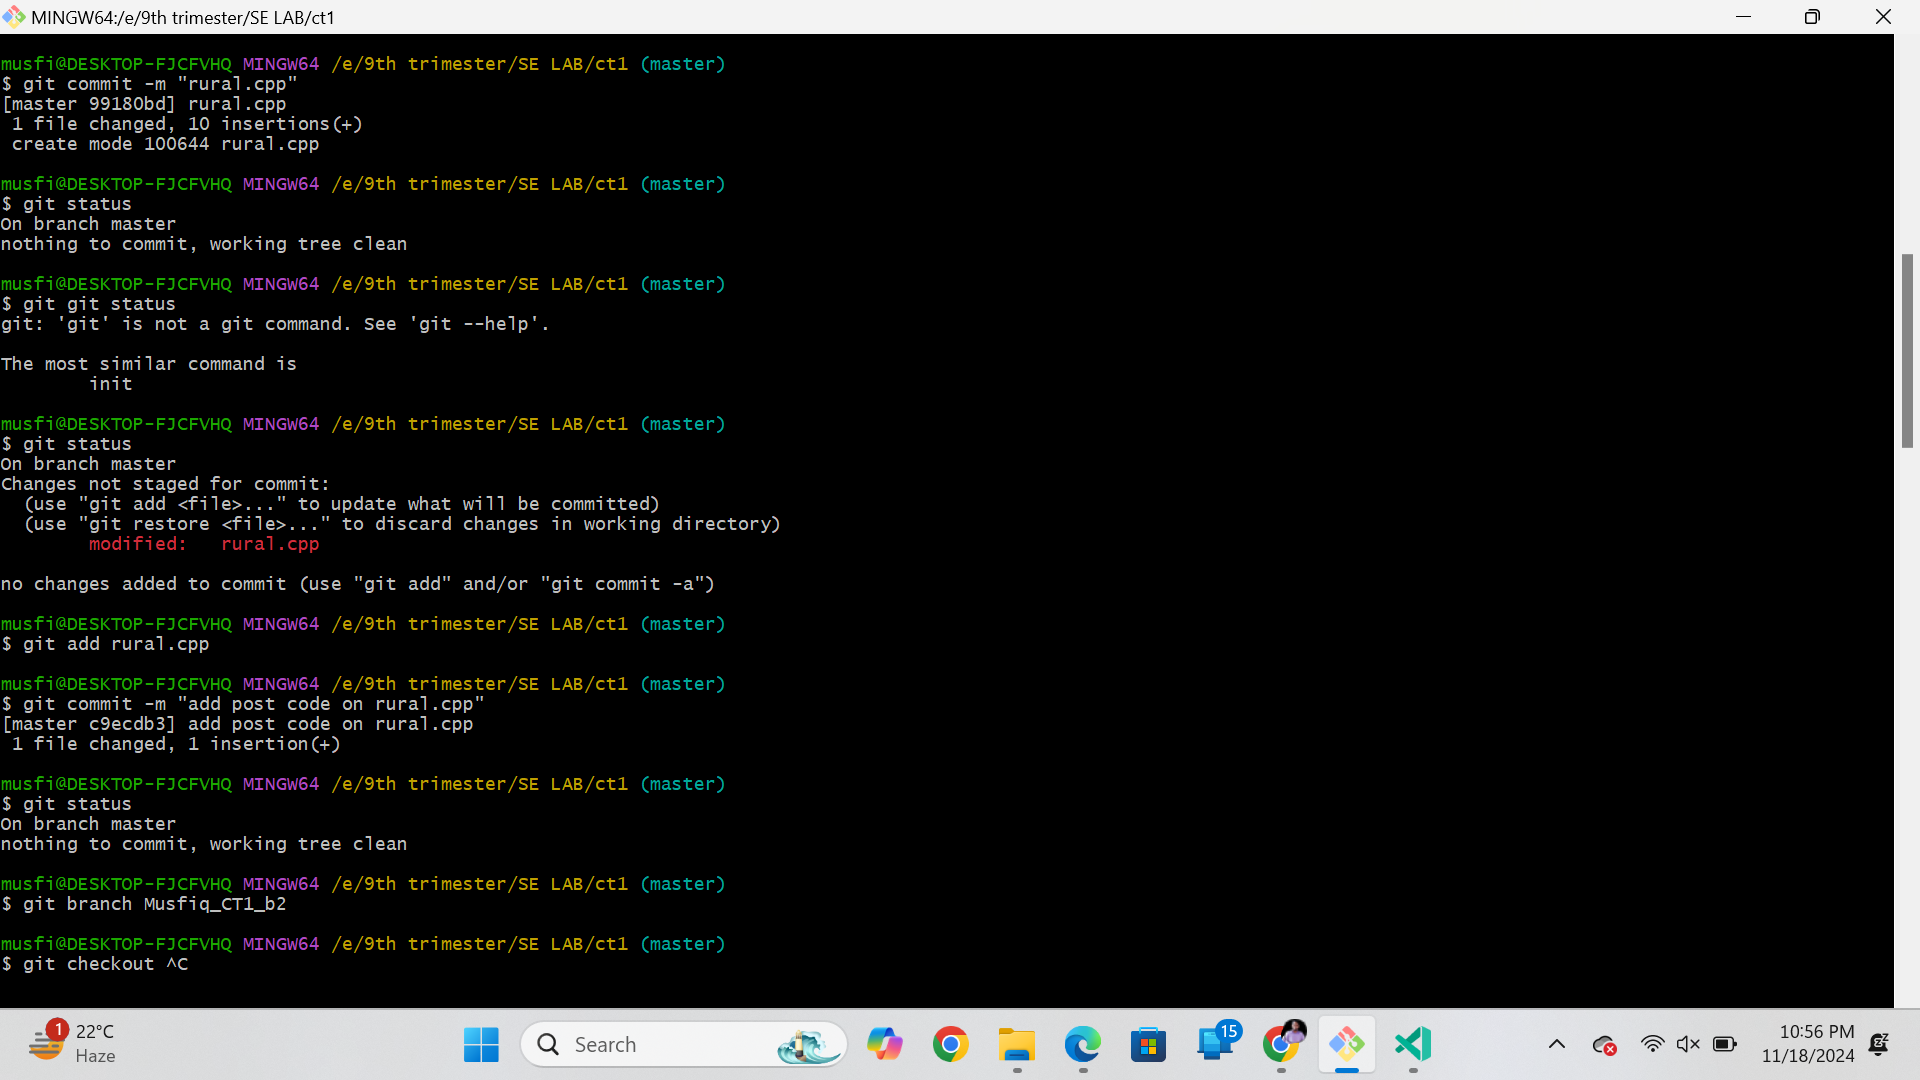 MINGW64:/e/9th trimester/SE LAB/ct1
musfi@DESKTOP-FJCFVHQ MINGW64 /e/9th trimester/SE LAB/ct1 (master)
$ git commit -m "rural.cpp"
[master 99180bd] rural.cpp
 1 file changed, 10 insertions(+)
 create mode 100644 rural.cpp
musfi@DESKTOP-FJCFVHQ MINGW64 /e/9th trimester/SE LAB/ct1 (master)
$ git status
On branch master
nothing to commit, working tree clean
musfi@DESKTOP-FJCFVHQ MINGW64 /e/9th trimester/SE LAB/ct1 (master)
$ git git status
git: 'git' is not a git command. See 'git --help'.
The most similar command is
        init
musfi@DESKTOP-FJCFVHQ MINGW64 /e/9th trimester/SE LAB/ct1 (master)
$ git status
On branch master
Changes not staged for commit:
  (use "git add <file>..." to update what will be committed)
  (use "git restore <file>..." to discard changes in working directory)
        modified:   rural.cpp
no changes added to commit (use "git add" and/or "git commit -a")
musfi@DESKTOP-FJCFVHQ MINGW64 /e/9th trimester/SE LAB/ct1 (master)
$ git add rural.cpp
musfi@DESKTOP-FJCFVHQ MINGW64 /e/9th trimester/SE LAB/ct1 (master)
$ git commit -m "add post code on rural.cpp"
[master c9ecdb3] add post code on rural.cpp
 1 file changed, 1 insertion(+)
musfi@DESKTOP-FJCFVHQ MINGW64 /e/9th trimester/SE LAB/ct1 (master)
$ git status
On branch master
nothing to commit, working tree clean
musfi@DESKTOP-FJCFVHQ MINGW64 /e/9th trimester/SE LAB/ct1 (master)
$ git branch Musfiq_CT1_b2
musfi@DESKTOP-FJCFVHQ MINGW64 /e/9th trimester/SE LAB/ct1 (master)
$ git checkout ^C
1
22°C
Haze
Search
15
10:56 PM
11/18/2024